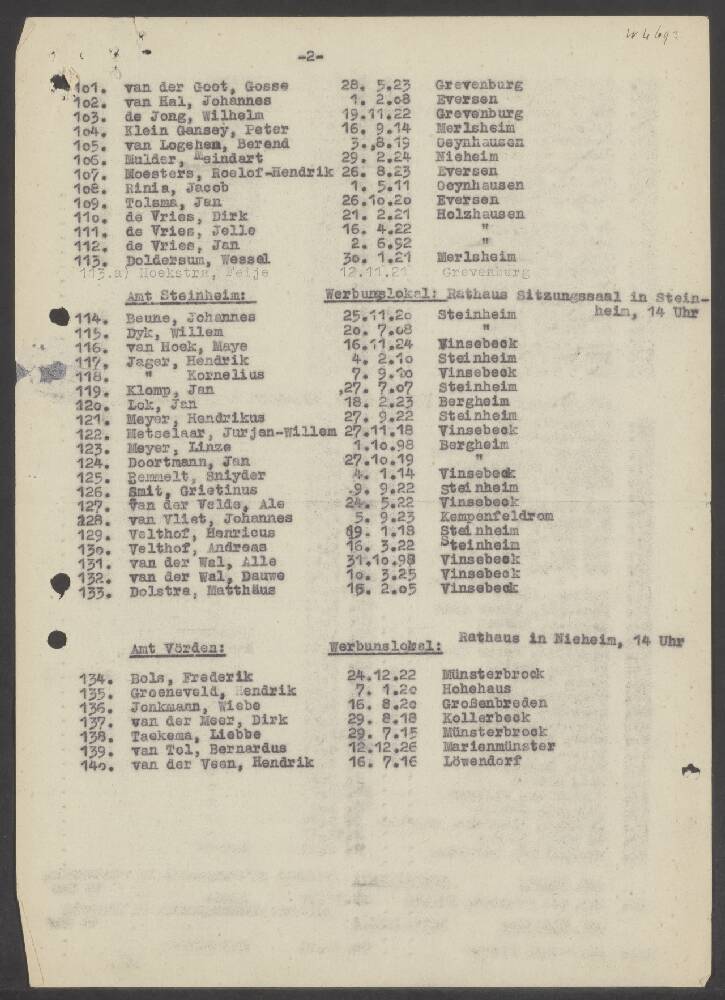 -2-
101. van der Goot, Gosse 28. 5.23 Grevenburg
102. van Hal, Johannes 1. 2.08 Eversen
103. de Jong, Wilhelm 19.11.22 Grevenburg
104. Klein Gansey, Peter 16. 9.14 Merlsheim
105. van Logehem, Berend 3.,8.19 Oeynhausen
106. Mulder, Meindart 29. 2.24 Nieheim
107. Moesters, Roelof-Hendrik 26. 8.23 Eversen
108. Rinia, Jacob 1. 5.11 Oeynhausen
109. Tolsma, Jan 26.10.20 Eversen
110. de Vries, Dirk 21. 2.21 Holzhausen
111. de Vries, Jelle 16. 4.22 "
112. de Vries, Jan 2. 6.92 "
113. Doldersum, Wessel 30. 1.21 Merlsheim
113.a) Hoekstra, Feije 12.11.21 Grevenburg
Amt Steinheim: Werbungslokal: Rathaus Sitzungssaal in Stein-
heim, 14 Uhr
114. Beune, Johannes 25.11.20 Steinheim
115. Dyk, Willem 20. 7.08 "
116. van Hoek, Maye 16.11.24 Vinsebeck
117. Jager, Hendrik 4. 2.10 Steinheim
118. " Kornelius 7. 9.10 Vinsebeck
119. Klomp, Jan 27. 7.07 Steinheim
120. Lok, Jan 18. 2.23 Bergheim
121. Meyer, Hendrikus 27. 9.22 Steinheim
122. Metselaar, Jurjen-Willem 27.11.18 Vinsebeck
123. Meyer, Linze 1.10.98 Bergheim
124. Doortmann, Jan 27.10.19 "
125. Remmelt, Snijder 4. 1.14 Vinsebeck
126. Smit, Grietinus 9. 9.22 Steinheim
127. Van der Velde, Ale 24. 5.22 Vinsebeck
128. van Vliet, Johannes 5. 9.23 Kempenfeldrom
129. Velthof, Henricus 19. 1.18 Steinheim
130. Velthof, Andreas 16. 3.22 Steinheim
131. van der Wal, Alle 31.10.98 Vinsebeck
132. van der Wal, Dauwe 10. 3.25 Vinsebeck
133. Dolstra, Matthäus 15. 2.05 Vinsebeck
Amt Vörden: Werbunslokal: Rathaus in Nieheim, 14 Uhr
134. Bols, Frederik 24.12.22 Münsterbrock
135. Groeneveld, Hendrik 7. 1.20 Hohehaus
136. Jonkmann, Wiebe 16. 8.20 Großenbreden
137. van der Meer, Dirk 29. 8.18 Kollerbeck
138. Taekema, Liebbe 29. 7.15 Münsterbrock
139. van Tol, Bernardus 12.12.26 Marienmünster
140. van der Veen, Hendrik 16. 7.16 Löwendorf